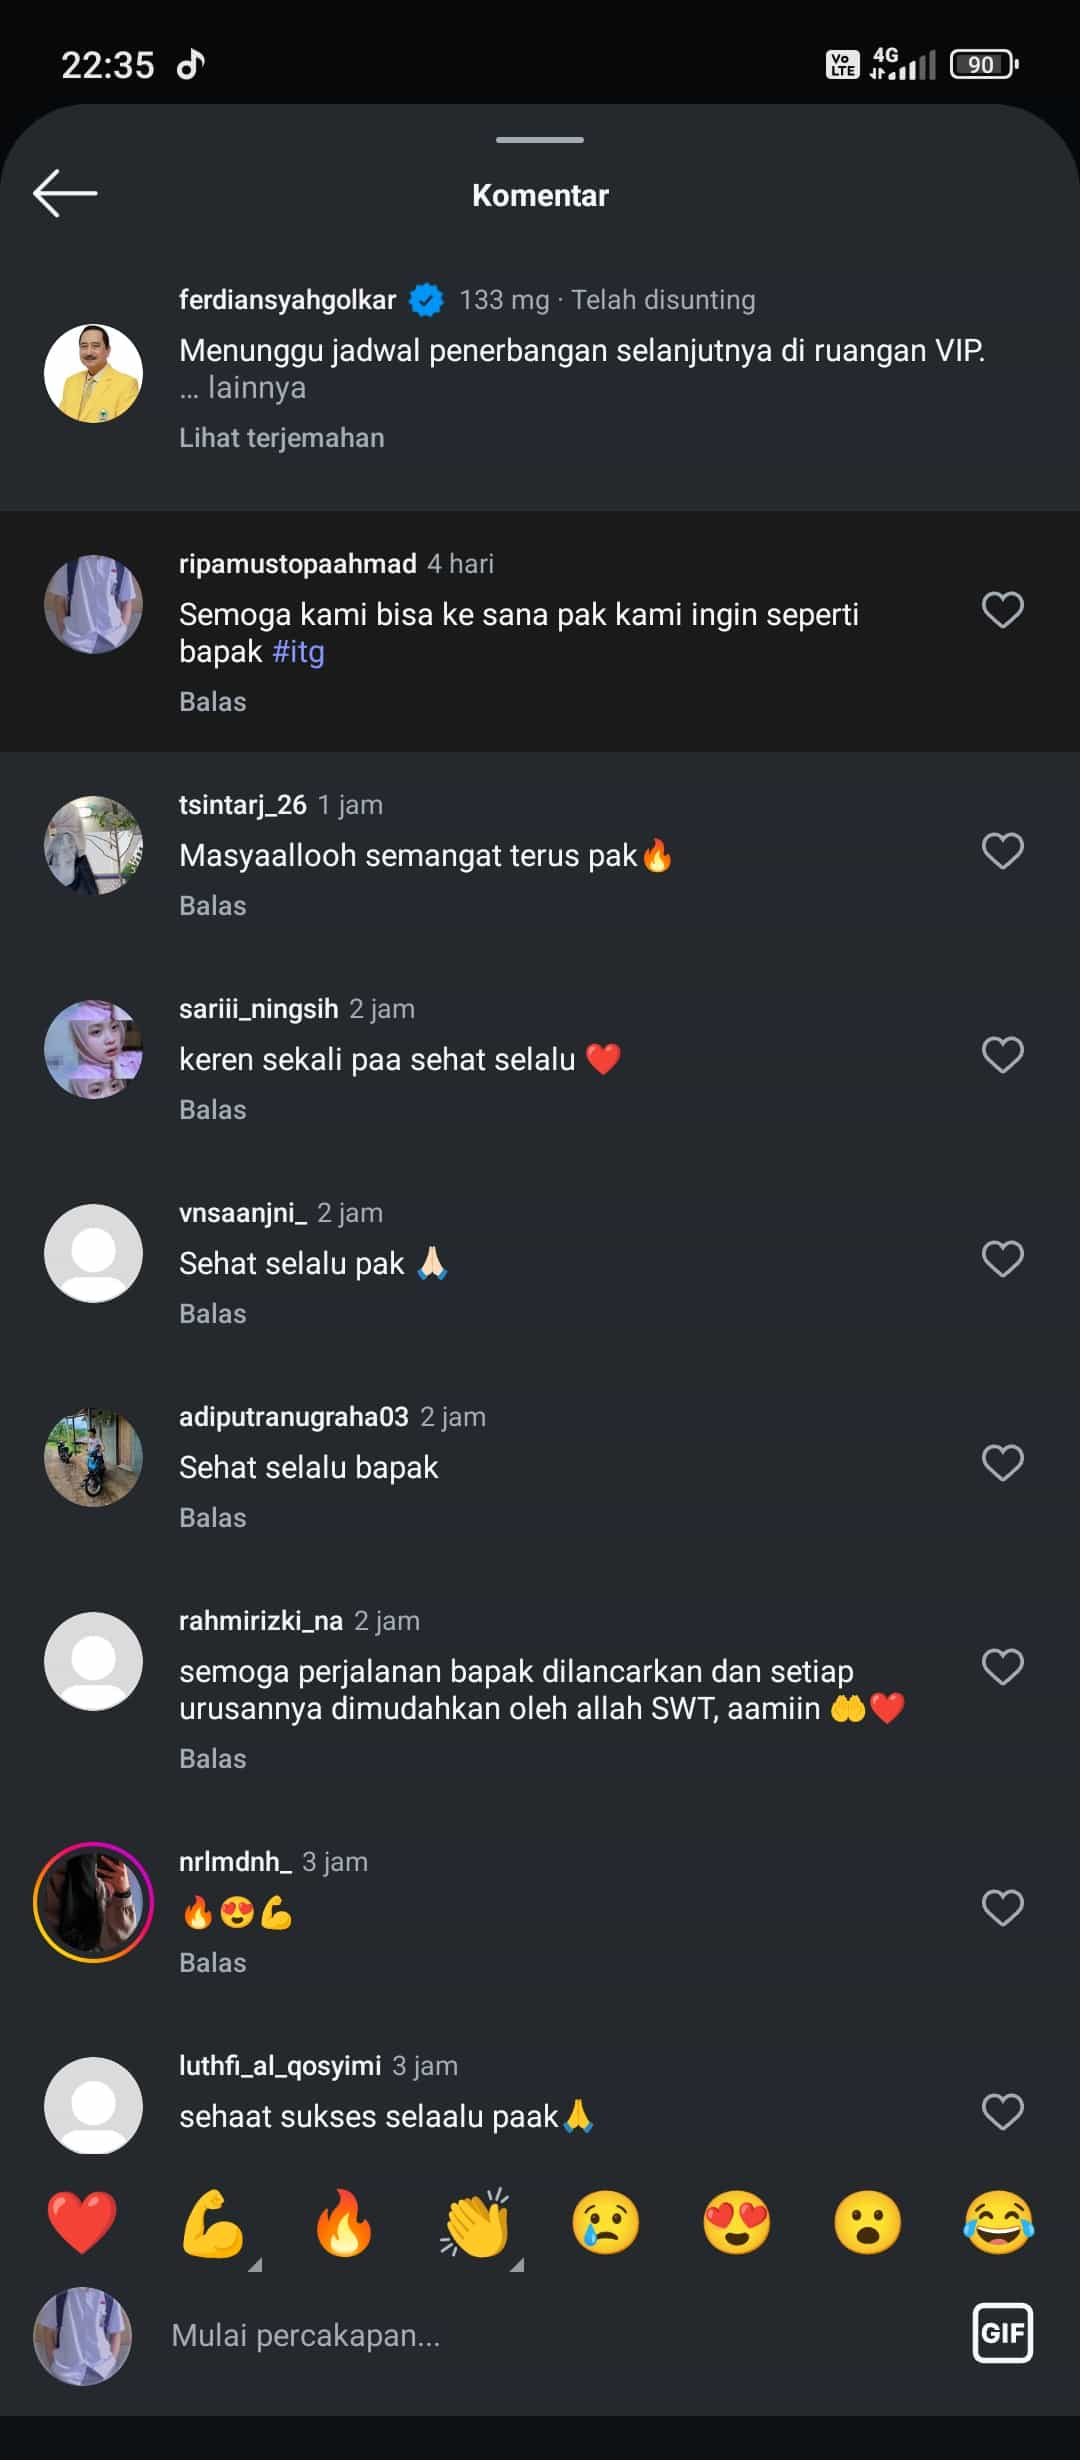 22:35
Vo LTE 4G 90
Komentar
ferdiansyahgolkar 133 mg · Telah disunting
Menunggu jadwal penerbangan selanjutnya di ruangan VIP.
... lainnya
Lihat terjemahan
ripamustopaahmad 4 hari
Semoga kami bisa ke sana pak kami ingin seperti
bapak #itg
Balas
tsintarj_26 1 jam
Masyaallooh semangat terus pak🔥
Balas
sariii_ningsih 2 jam
keren sekali paa sehat selalu ❤️
Balas
vnsaanjni_ 2 jam
Sehat selalu pak 🙏🏻
Balas
adiputranugraha03 2 jam
Sehat selalu bapak
Balas
rahmirizki_na 2 jam
semoga perjalanan bapak dilancarkan dan setiap
urusannya dimudahkan oleh allah SWT, aamiin 🤲❤️
Balas
nrlmdnh_ 3 jam
🔥😍💪
Balas
luthfi_al_qosyimi 3 jam
sehaat sukses selaalu paak🙏
❤️💪🔥👏😢😍😮😂
Mulai percakapan...
GIF